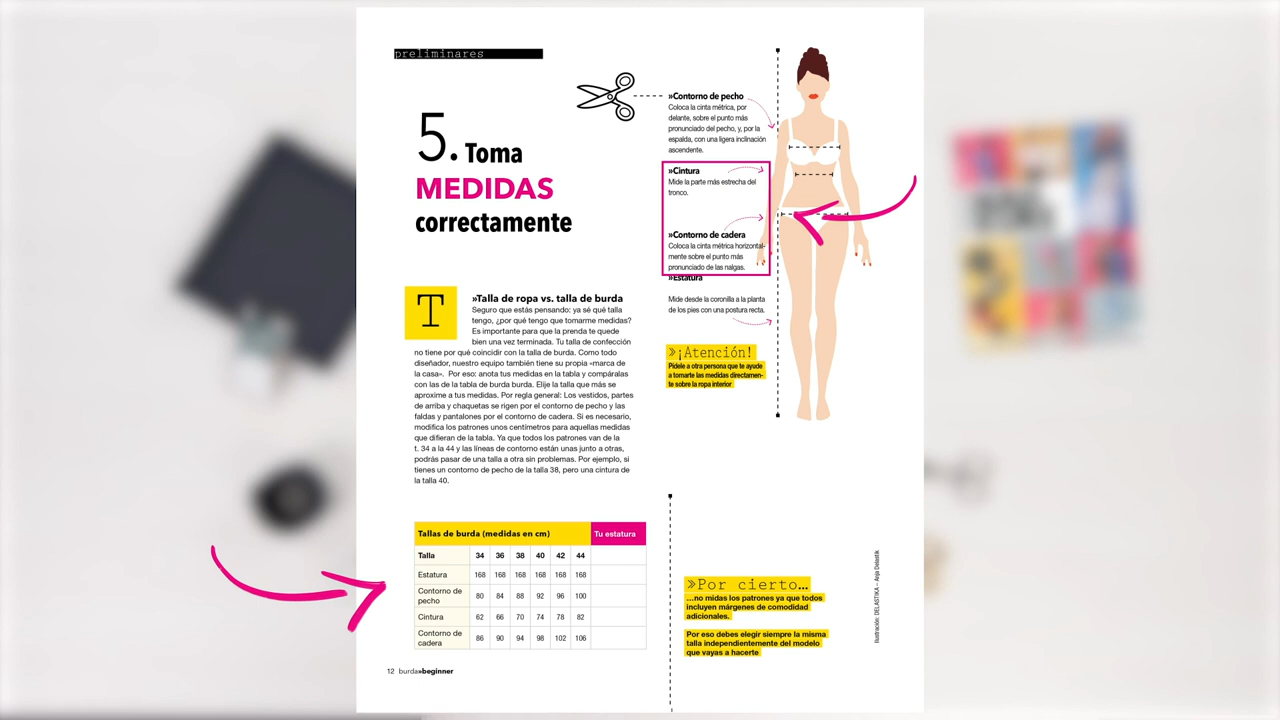 preliminares
5. Toma
MEDIDAS
correctamente
»Contorno de pecho
Coloca la cinta métrica, por
delante, sobre el punto más
pronunciado del pecho, y, por la
espalda, con una ligera inclinación
ascendente.
»Cintura
Mide la parte más estrecha del
tronco.
»Contorno de cadera
Coloca la cinta métrica horizontal-
mente sobre el punto más
pronunciado de las nalgas.
»Estatura
Mide desde la coronilla a la planta
de los pies con una postura recta.
»¡Atención!
Pídele a otra persona que te ayude
a tomarte las medidas directamen-
te sobre la ropa interior
T
»Talla de ropa vs. talla de burda
Seguro que estás pensando: ya sé qué talla
tengo, ¿por qué tengo que tomarme medidas?
Es importante para que la prenda te quede
bien una vez terminada. Tu talla de confección
no tiene por qué coincidir con la talla de burda. Como todo
diseñador, nuestro equipo también tiene su propia «marca de
la casa». Por eso: anota tus medidas en la tabla y compáralas
con las de la tabla de burda burda. Elije la talla que más se
aproxime a tus medidas. Por regla general: Los vestidos, partes
de arriba y chaquetas se rigen por el contorno de pecho y las
faldas y pantalones por el contorno de cadera. Si es necesario,
modifica los patrones unos centímetros para aquellas medidas
que difieran de la tabla. Ya que todos los patrones van de la
t. 34 a la 44 y las líneas de contorno están unas junto a otras,
podrás pasar de una talla a otra sin problemas. Por ejemplo, si
tienes un contorno de pecho de la talla 38, pero una cintura de
la talla 40.
Tallas de burda (medidas en cm) Tu estatura
Talla 34 36 38 40 42 44
Estatura 168 168 168 168 168 168
Contorno de
pecho 80 84 88 92 96 100
Cintura 62 66 70 74 78 82
Contorno de
cadera 86 90 94 98 102 106
»Por cierto…
…no midas los patrones ya que todos
incluyen márgenes de comodidad
adicionales.
Por eso debes elegir siempre la misma
talla independientemente del modelo
que vayas a hacerte
Ilustración: DELASTIKA – Anja Delastik
12 burda»beginner